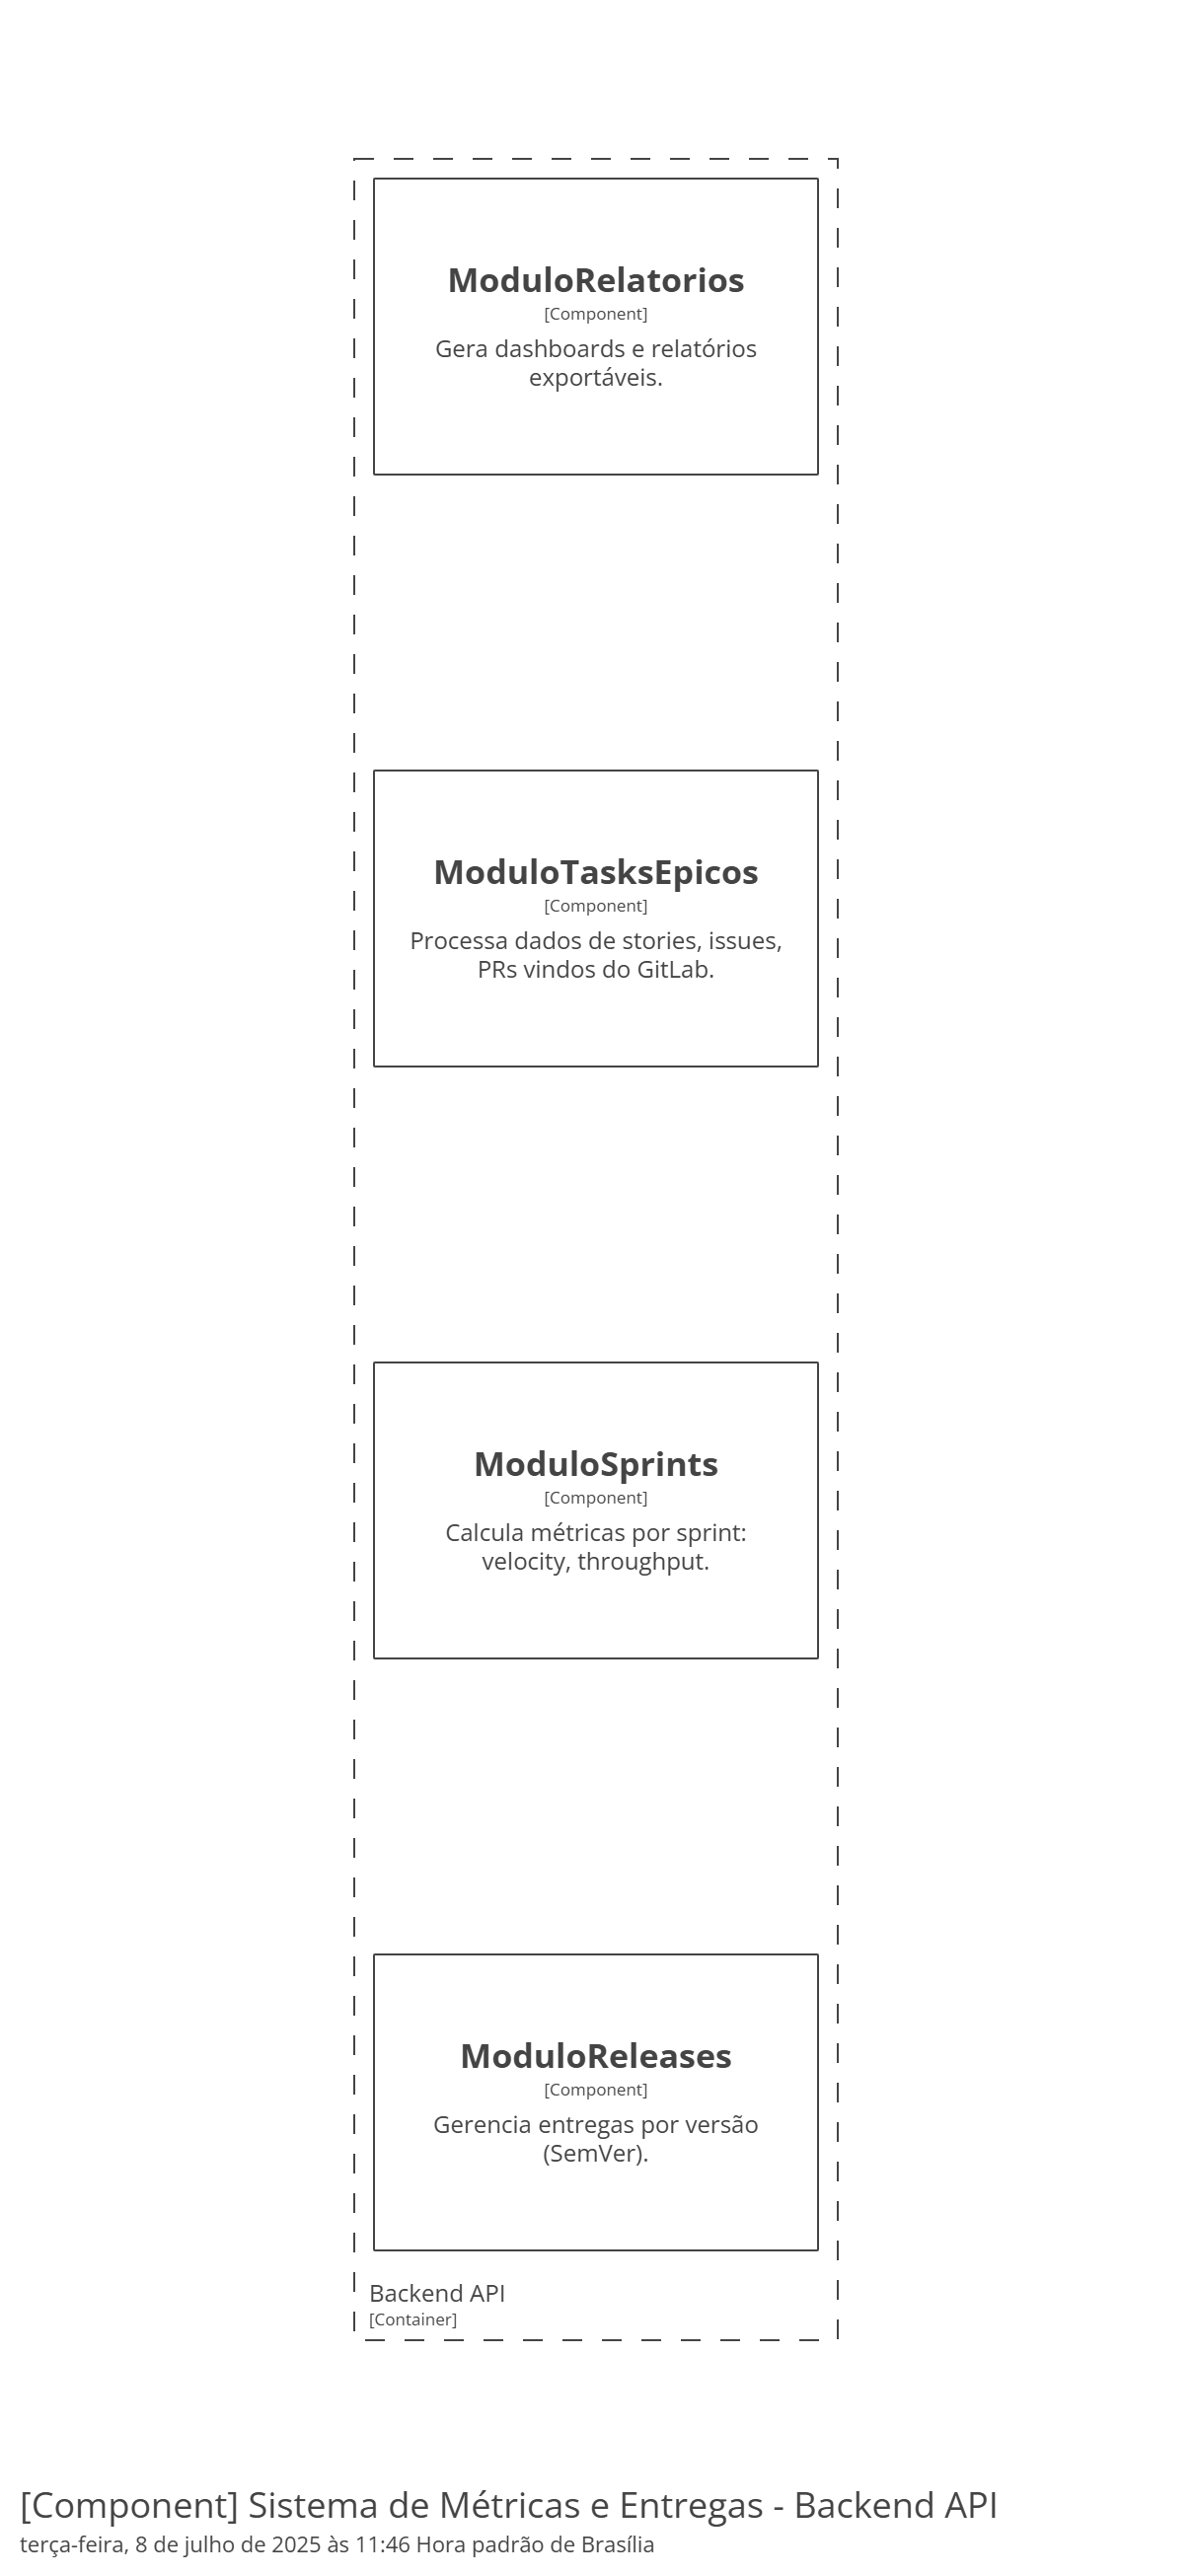 ModuloRelatorios
[Component]
Gera dashboards e relatórios
exportáveis.
ModuloTasksEpicos
[Component]
Processa dados de stories, issues,
PRs vindos do GitLab.
ModuloSprints
[Component]
Calcula métricas por sprint:
velocity, throughput.
ModuloReleases
[Component]
Gerencia entregas por versão
(SemVer).
Backend API
[Container]
[Component] Sistema de Métricas e Entregas - Backend API
terça-feira, 8 de julho de 2025 às 11:46 Hora padrão de Brasília